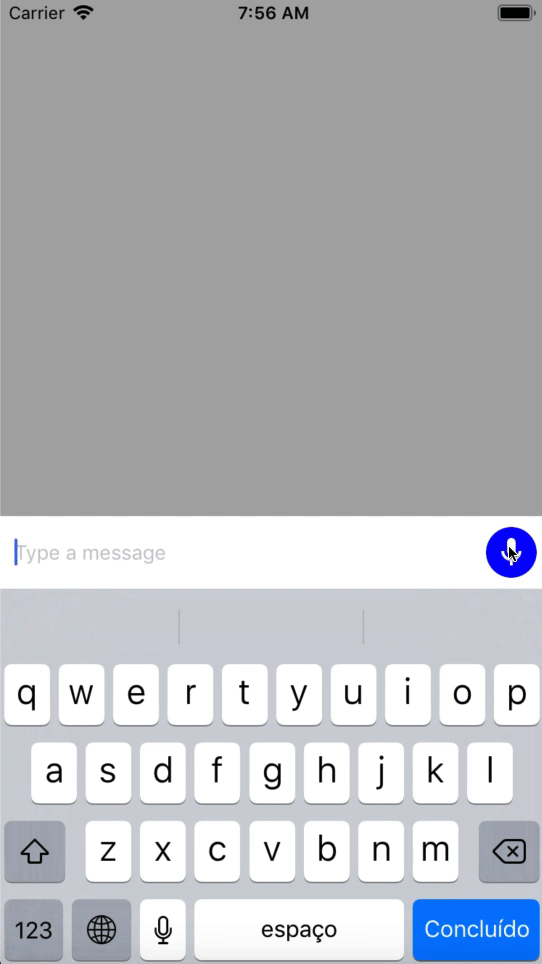 Carrier 7:56 AM
Type a message
q w e r t y u i o p
a s d f g h j k l
z x c v b n m
123 espaço Concluído